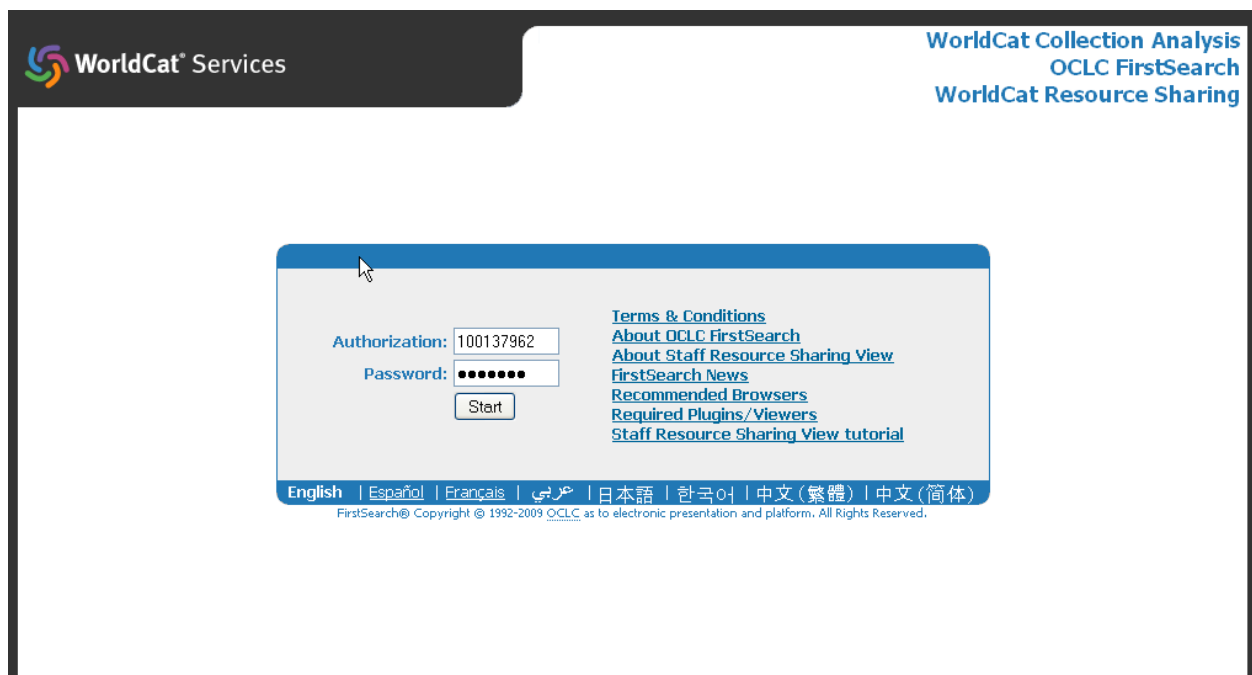 WorldCat® Services
WorldCat Collection Analysis
OCLC FirstSearch
WorldCat Resource Sharing
Authorization: 100137962
Password: ●●●●●●●
Start
Terms & Conditions
About OCLC FirstSearch
About Staff Resource Sharing View
FirstSearch News
Recommended Browsers
Required Plugins/Viewers
Staff Resource Sharing View tutorial
English | Español | Français | عربي | 日本語 | 한국어 | 中文(繁體) | 中文(简体)
FirstSearch® Copyright © 1992-2009 OCLC as to electronic presentation and platform. All Rights Reserved.